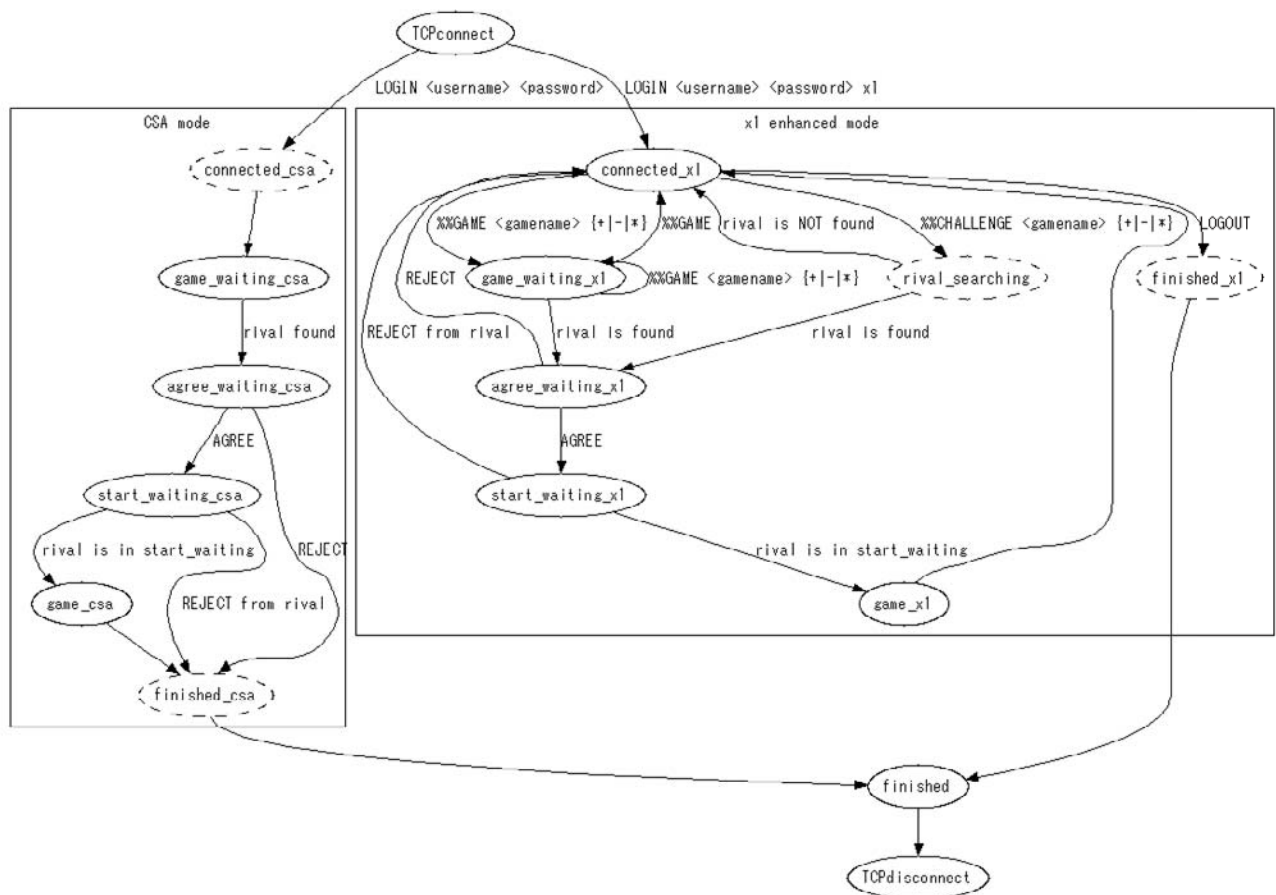 TCPconnect
LOGIN <username> <password>
LOGIN <username> <password> x1
CSA mode
x1 enhanced mode
connected_csa
connected_x1
%%GAME <gamename> {+|-|*}
%%GAME
rival is NOT found
%%CHALLENGE <gamename> {+|-|*}
LOGOUT
game_waiting_csa
REJECT
game_waiting_x1
%%GAME <gamename> {+|-|*}
rival_searching
finished_x1
rival found
REJECT from rival
rival is found
rival is found
agree_waiting_csa
agree_waiting_x1
AGREE
AGREE
start_waiting_csa
start_waiting_x1
rival is in start_waiting
REJECT
rival is in start_waiting
game_csa
REJECT from rival
game_x1
finished_csa
finished
TCPdisconnect